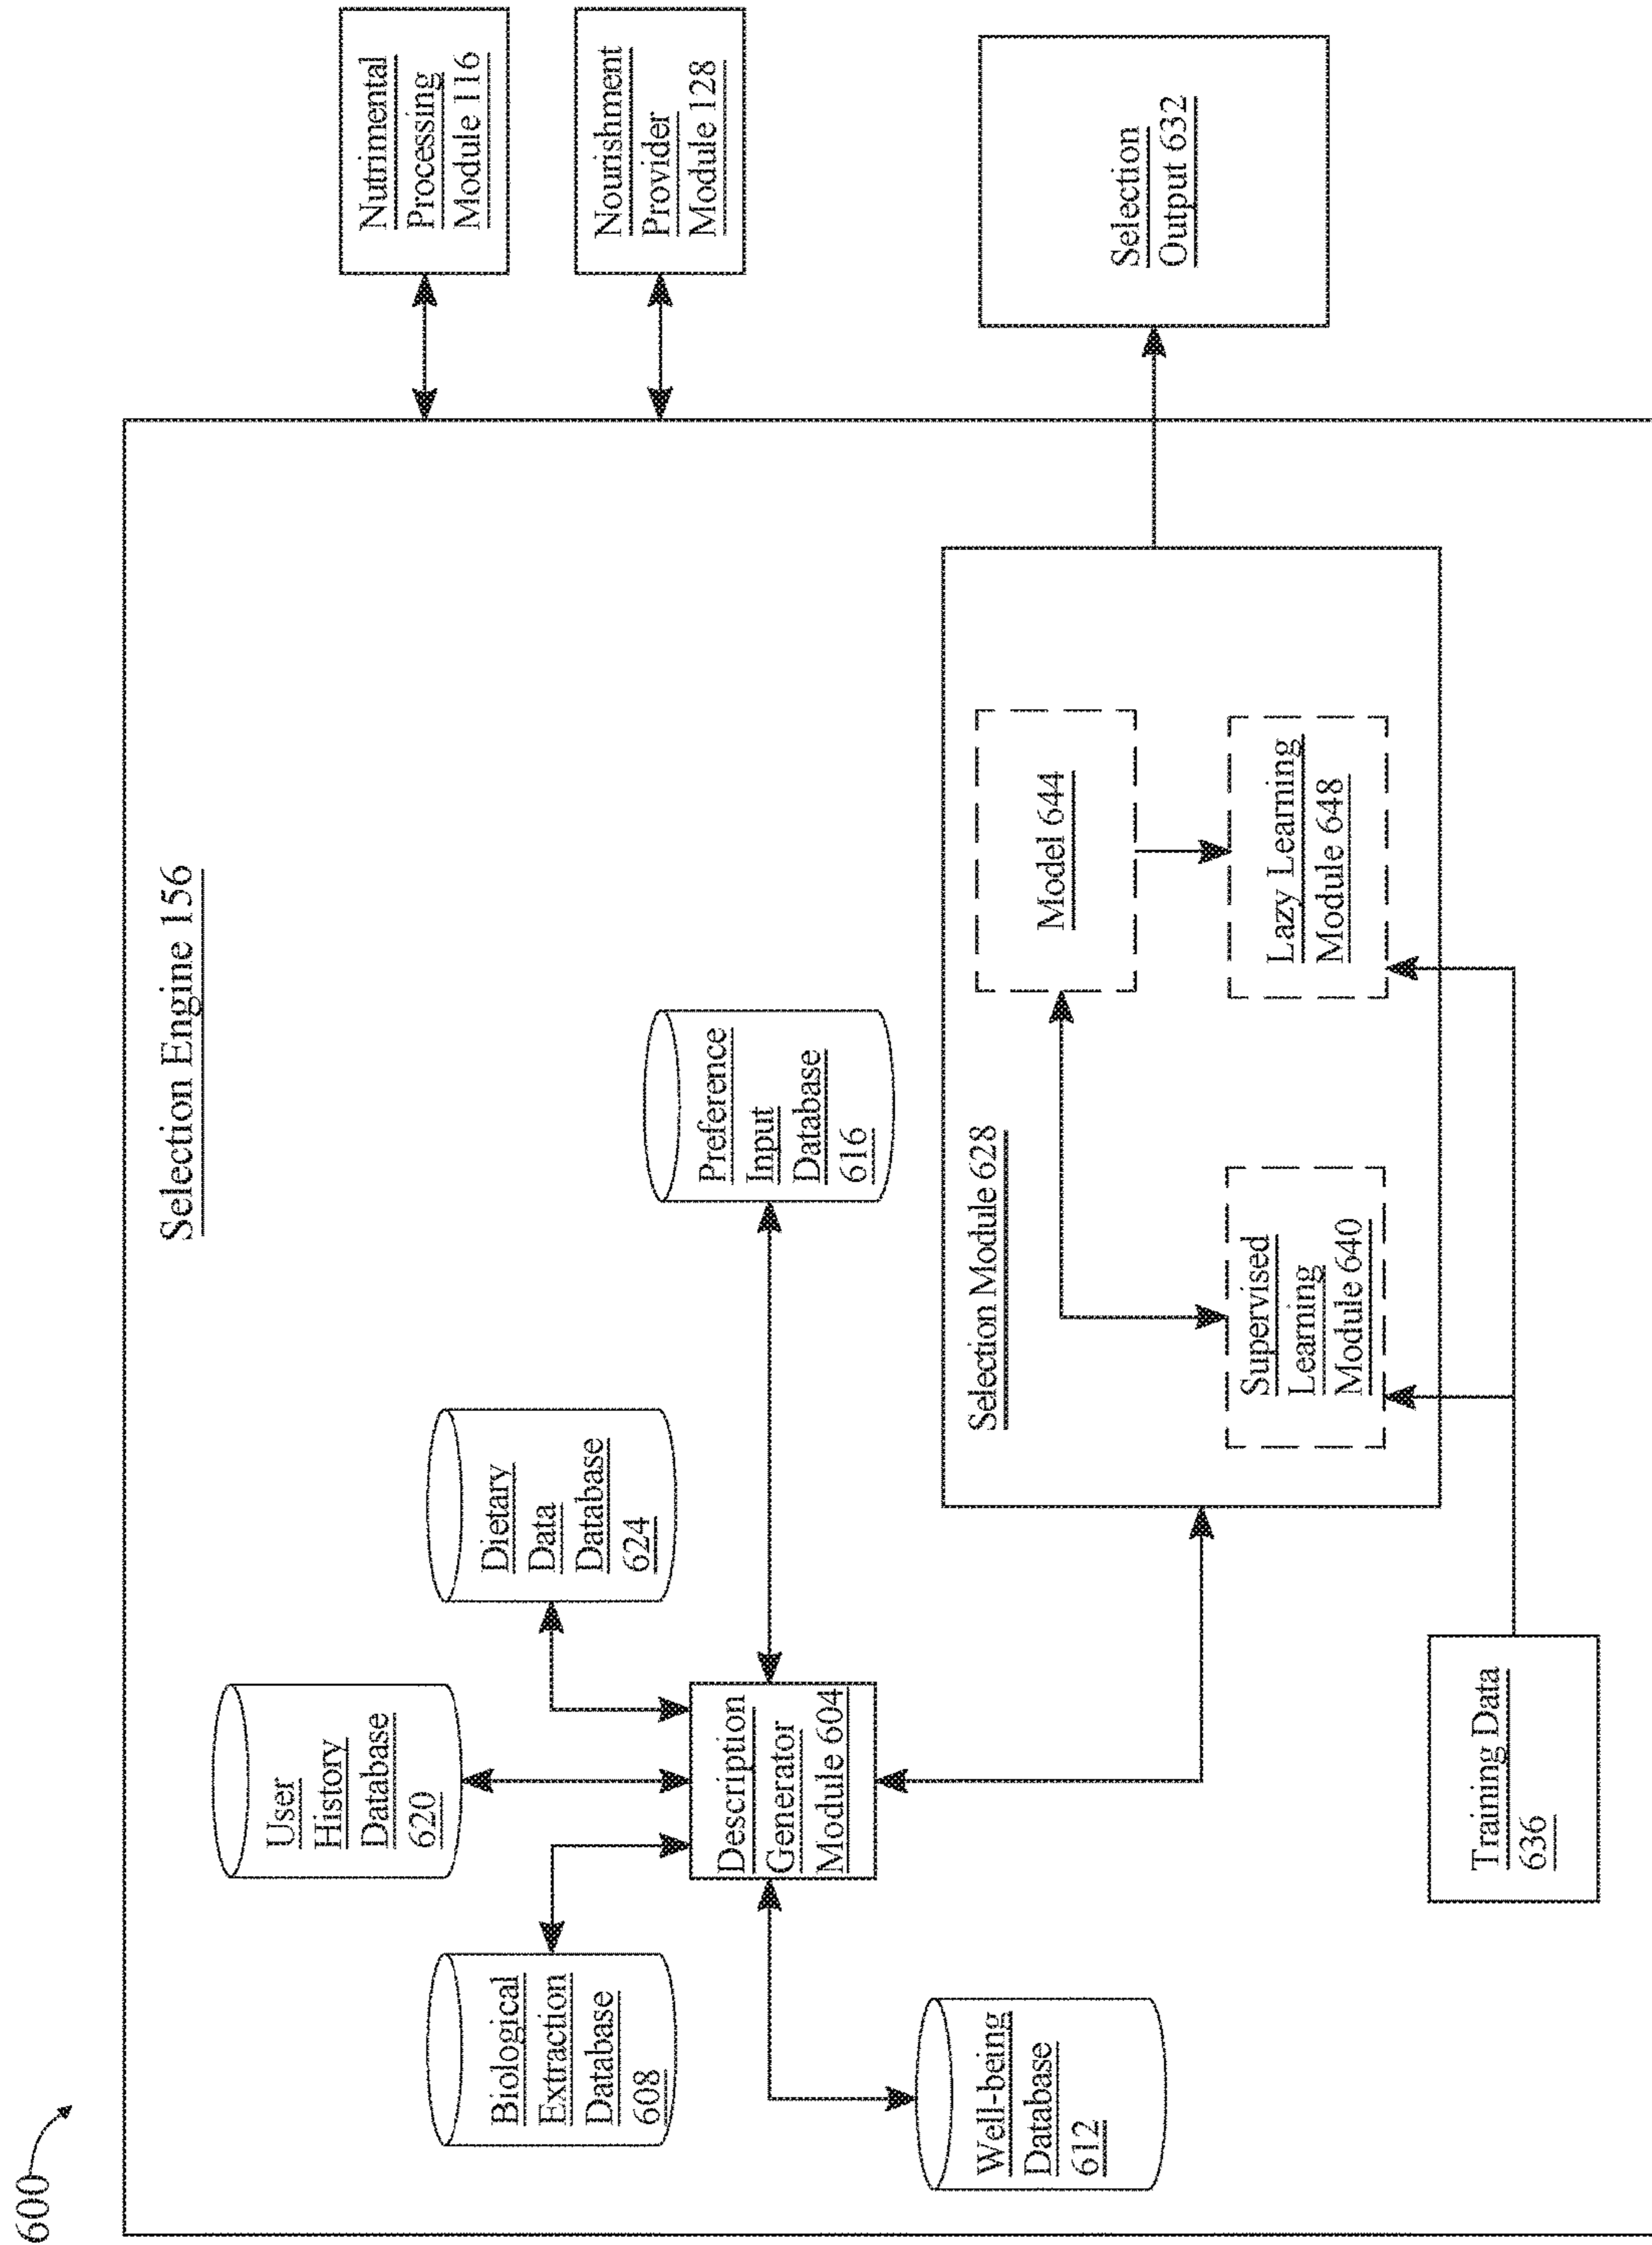 600
Selection Engine 156
User
History
Database
620
Biological
Extraction
Database
608
Dietary
Data
Database
624
Well-being
Database
612
Description
Generator
Module 604
Preference
Input
Database
616
Selection Module 628
Supervised
Learning
Module 640
Model 644
Lazy Learning
Module 648
Training Data
636
Nutrimental
Processing
Module 116
Nourishment
Provider
Module 128
Selection
Output 632